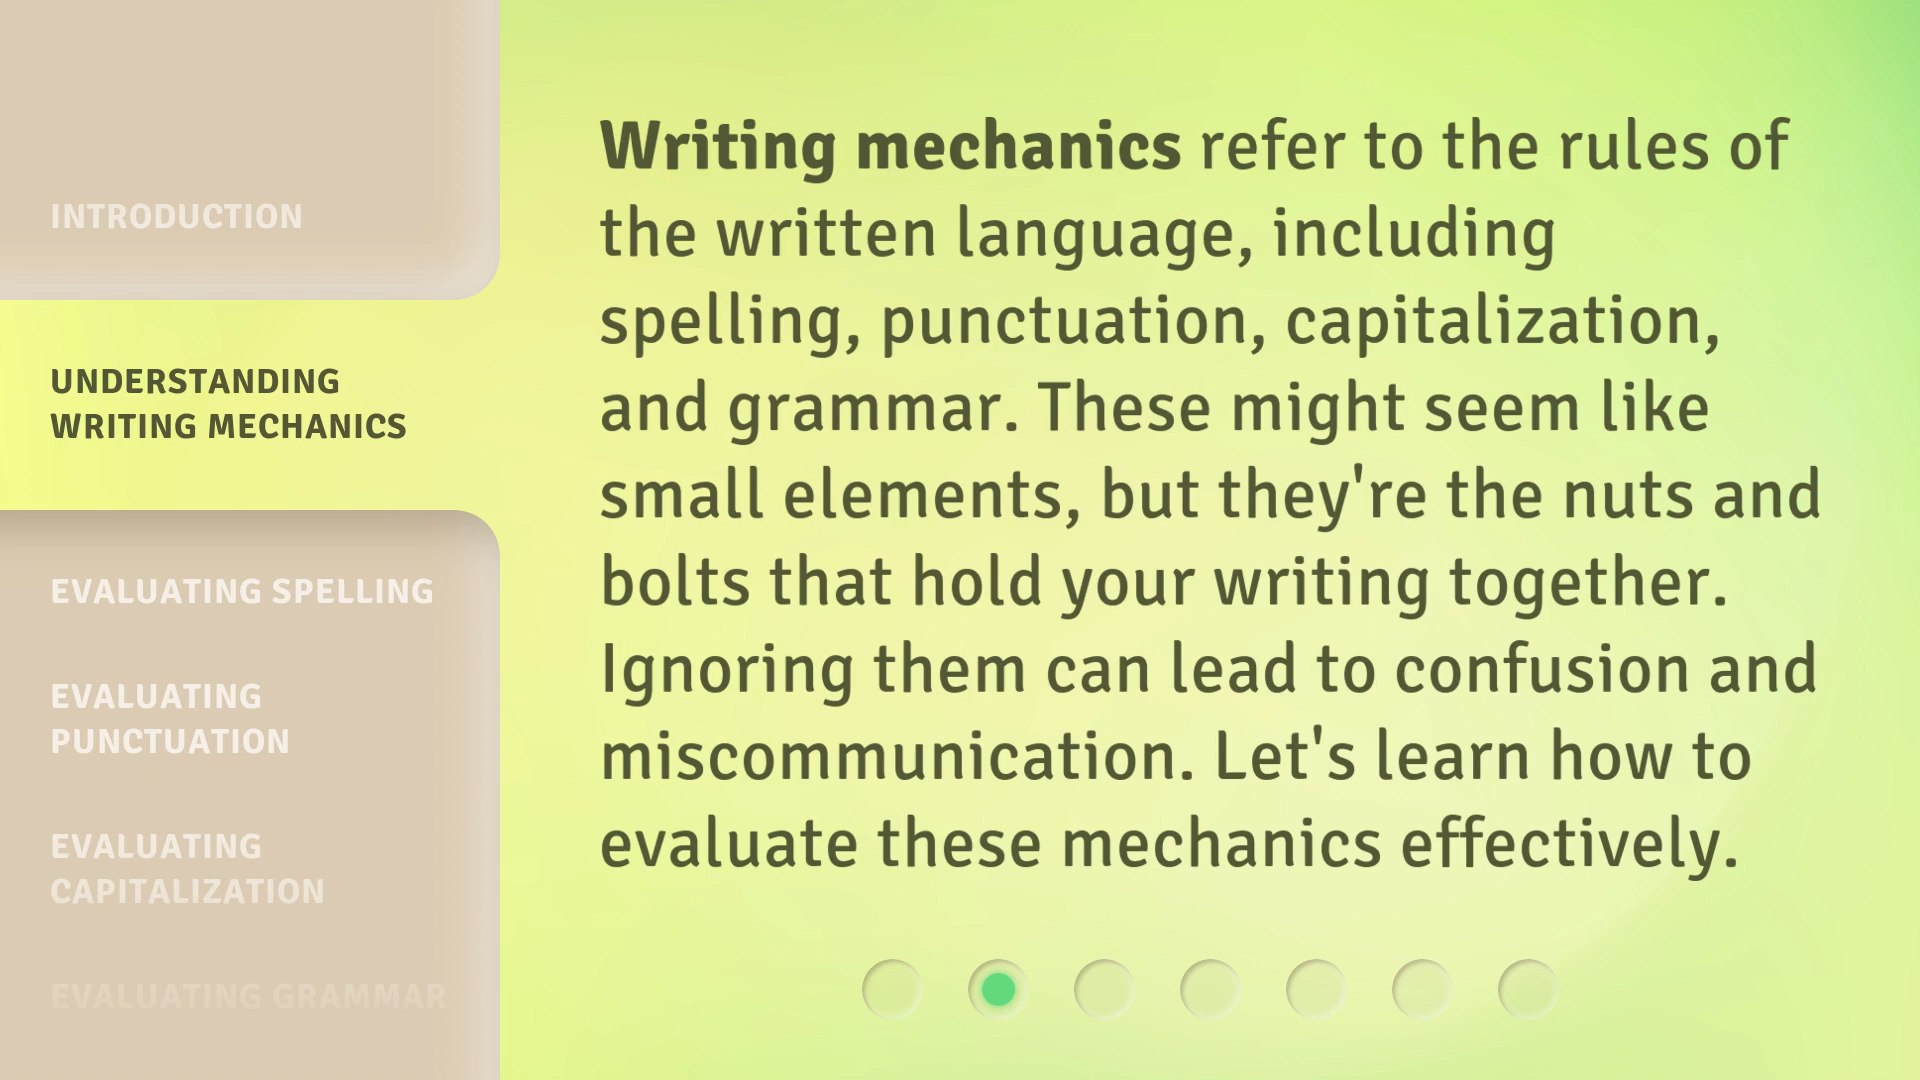 INTRODUCTION
UNDERSTANDING
WRITING MECHANICS
EVALUATING SPELLING
EVALUATING
PUNCTUATION
EVALUATING
CAPITALIZATION
EVALUATING GRAMMAR
Writing mechanics refer to the rules of
the written language, including
spelling, punctuation, capitalization,
and grammar. These might seem like
small elements, but they're the nuts and
bolts that hold your writing together.
Ignoring them can lead to confusion and
miscommunication. Let's learn how to
evaluate these mechanics effectively.